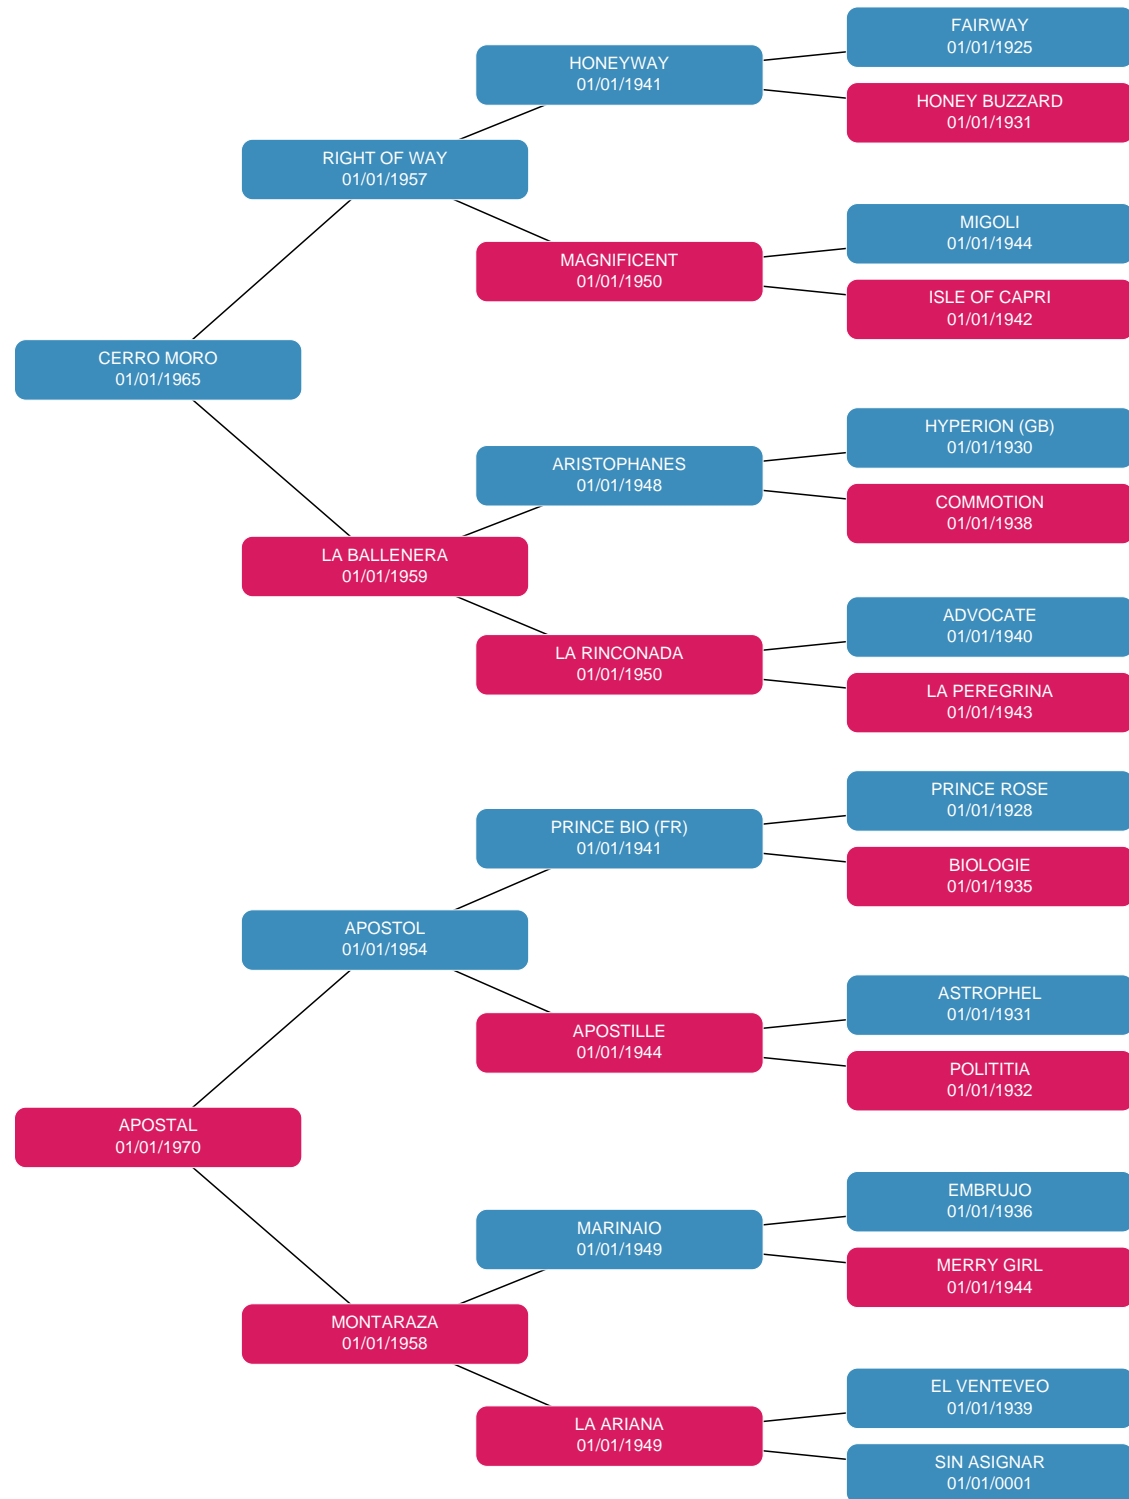 FAIRWAY
01/01/1925
HONEYWAY
01/01/1941
HONEY BUZZARD
01/01/1931
RIGHT OF WAY
01/01/1957
MIGOLI
01/01/1944
MAGNIFICENT
01/01/1950
ISLE OF CAPRI
01/01/1942
CERRO MORO
01/01/1965
HYPERION (GB)
01/01/1930
ARISTOPHANES
01/01/1948
COMMOTION
01/01/1938
LA BALLENERA
01/01/1959
ADVOCATE
01/01/1940
LA RINCONADA
01/01/1950
LA PEREGRINA
01/01/1943
PRINCE ROSE
01/01/1928
PRINCE BIO (FR)
01/01/1941
BIOLOGIE
01/01/1935
APOSTOL
01/01/1954
ASTROPHEL
01/01/1931
APOSTILLE
01/01/1944
POLITITIA
01/01/1932
APOSTAL
01/01/1970
EMBRUJO
01/01/1936
MARINAIO
01/01/1949
MERRY GIRL
01/01/1944
MONTARAZA
01/01/1958
EL VENTEVEO
01/01/1939
LA ARIANA
01/01/1949
SIN ASIGNAR
01/01/0001